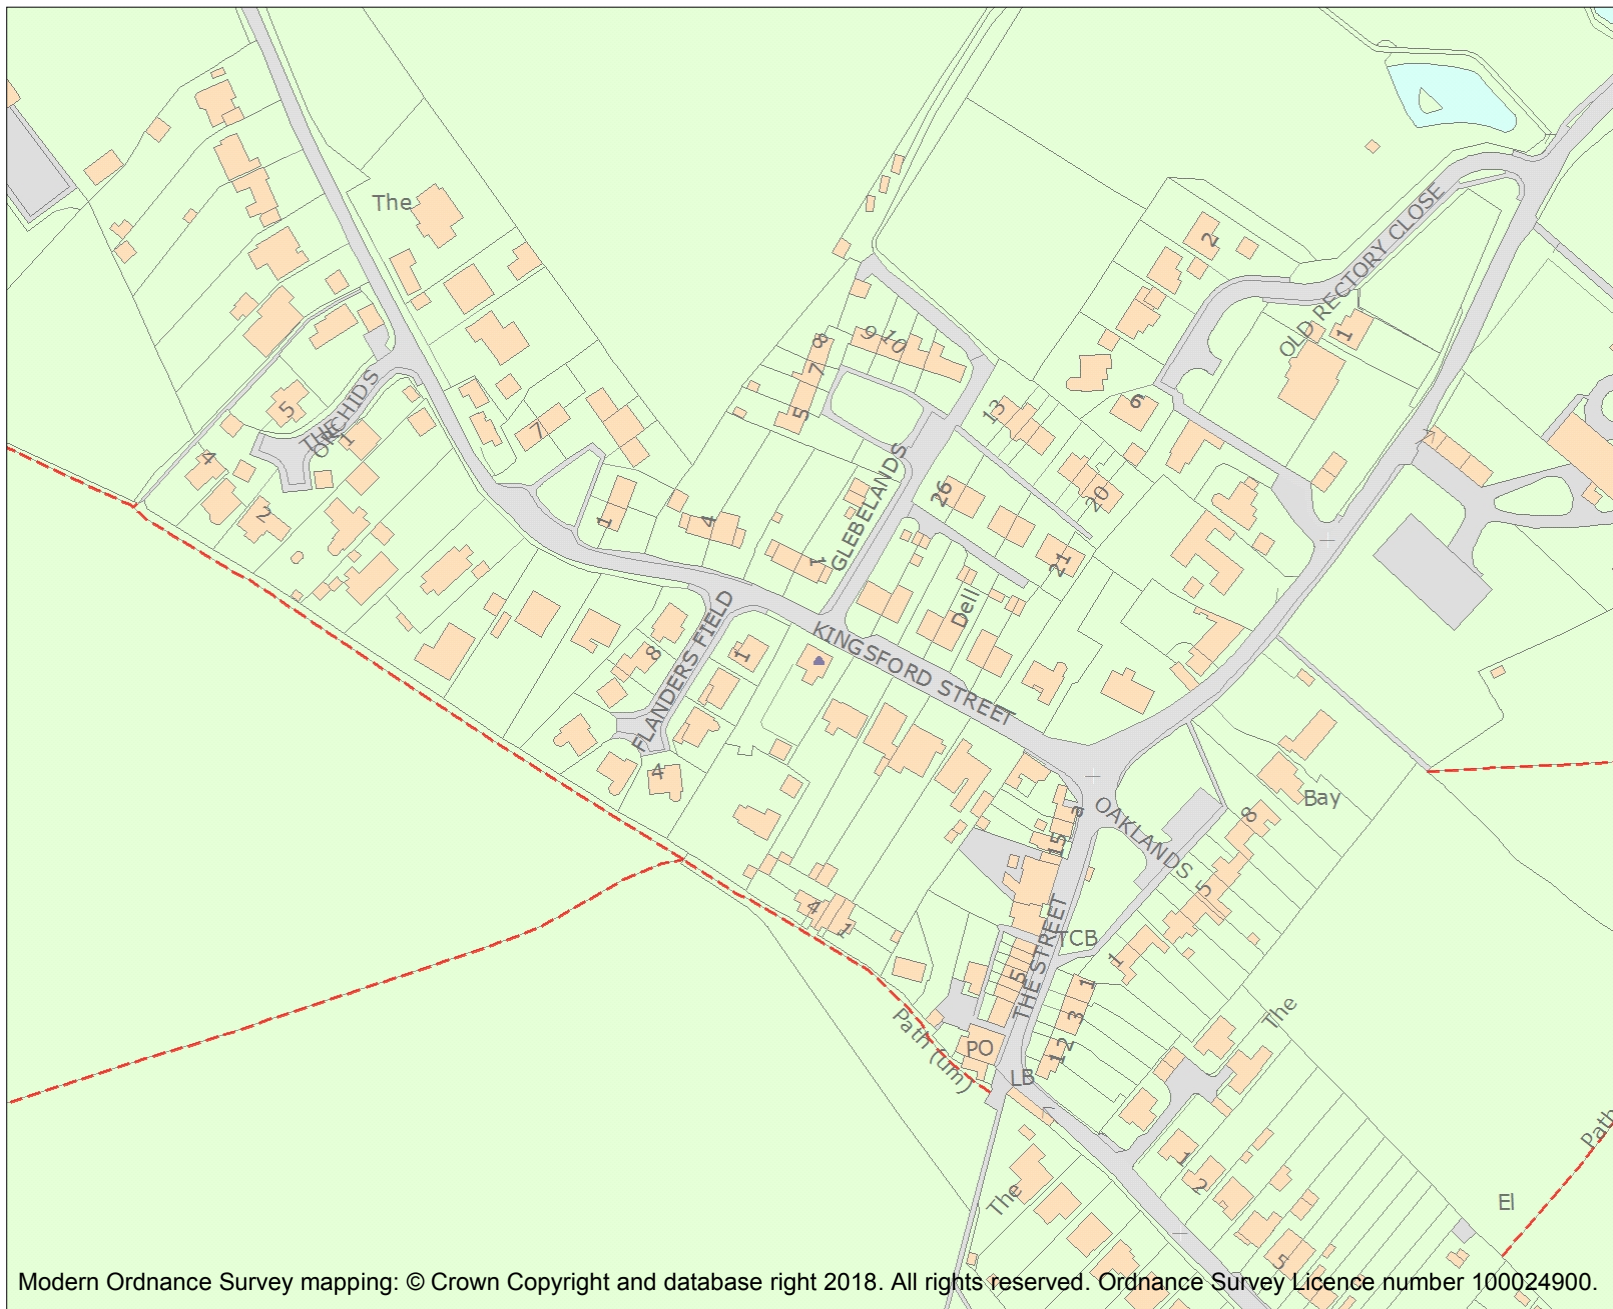 The
2
OLD RECTORY CLOSE
1
8
7
5
9
10
6
13
5
THE
ORCHIDS
1
4
2
7
1
4
1
GLEBELANDS
26
20
21
Dell
KINGSFORD STREET
FLANDERS FIELD
8
1
4
Bay
OAKLANDS
8
5
1
a
15
THE STREET
TCB
4
1
5
1
3
2
1
PO
LB
Path (um)
The
1
2
5
The
Path
El
Modern Ordnance Survey mapping: © Crown Copyright and database right 2018. All rights reserved. Ordnance Survey Licence number 100024900.